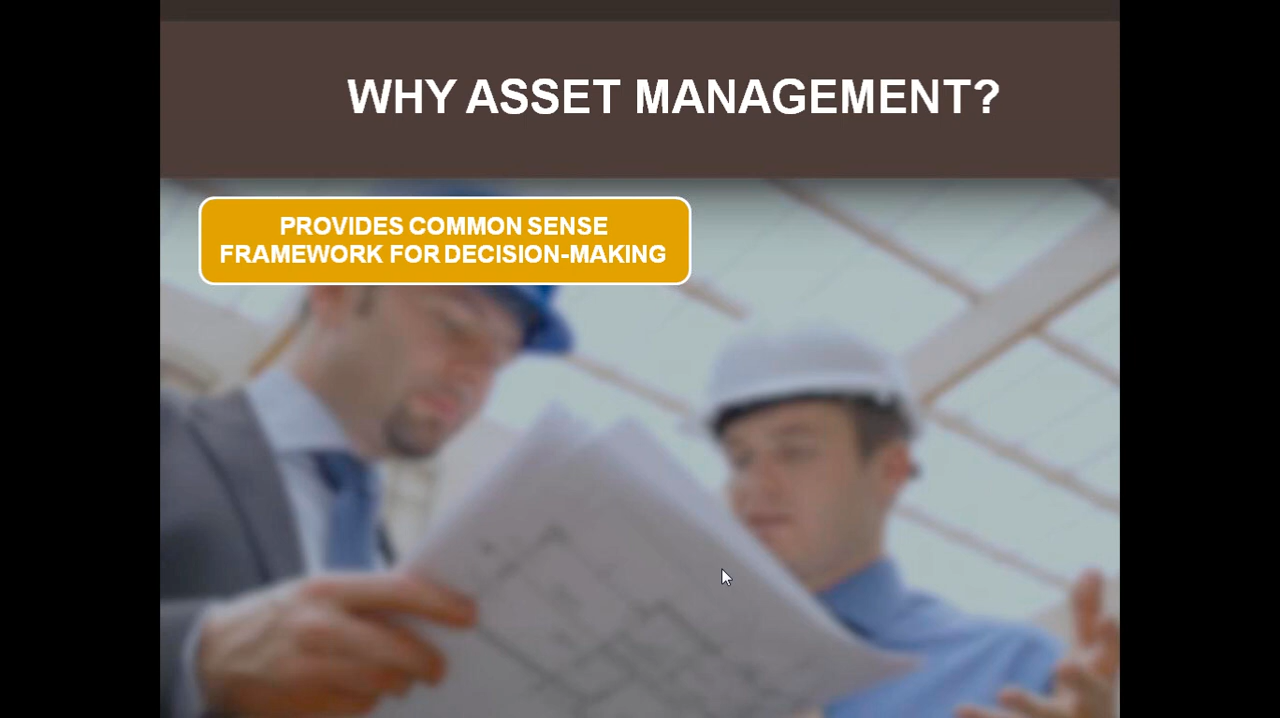 WHY ASSET MANAGEMENT?
PROVIDES COMMON SENSE
FRAMEWORK FOR DECISION-MAKING